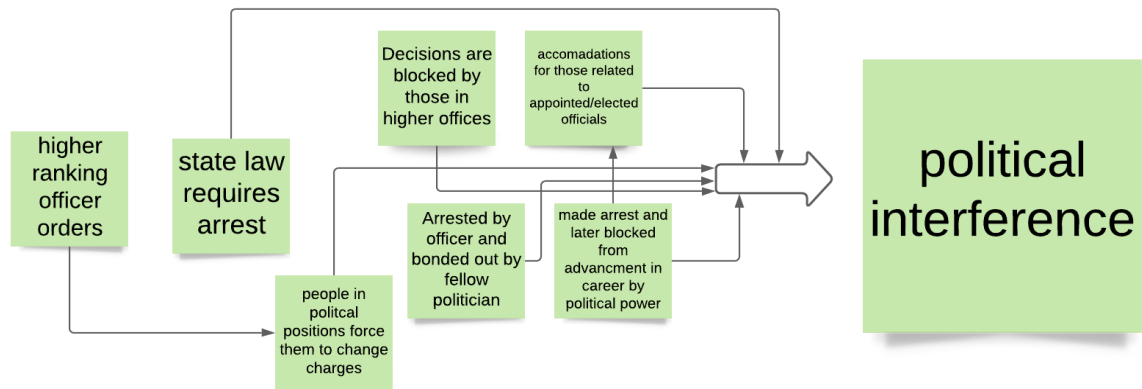 higher
ranking
officer
orders
state law
requires
arrest
people in
politcal
positions force
them to change
charges
Decisions are
blocked by
those in
higher offices
Arrested by
officer and
bonded out by
fellow
politician
accomadations
for those related
to
appointed/elected
officials
made arrest and
later blocked
from
advancment in
career by
political power
political
interference